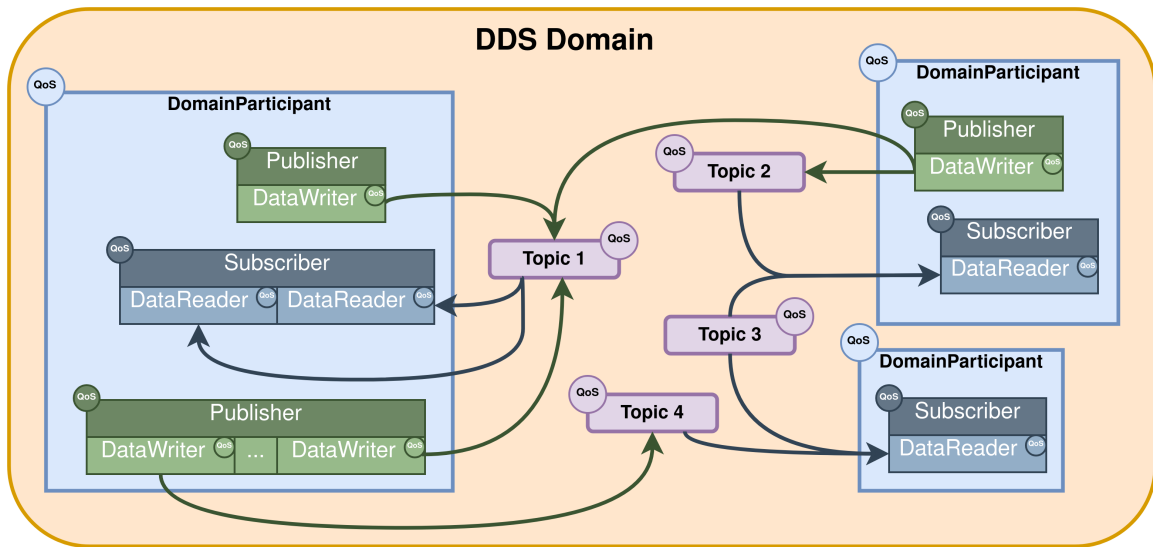 DDS Domain
QoS
DomainParticipant
QoS
Publisher
DataWriter QoS
QoS
Subscriber
DataReader QoS DataReader QoS
QoS
Publisher
DataWriter QoS ... DataWriter QoS
QoS
Topic 1
QoS
Topic 2
QoS
Topic 3
QoS
Topic 4
QoS
DomainParticipant
QoS
Publisher
DataWriter QoS
QoS
Subscriber
DataReader QoS
QoS
DomainParticipant
QoS
Subscriber
DataReader QoS